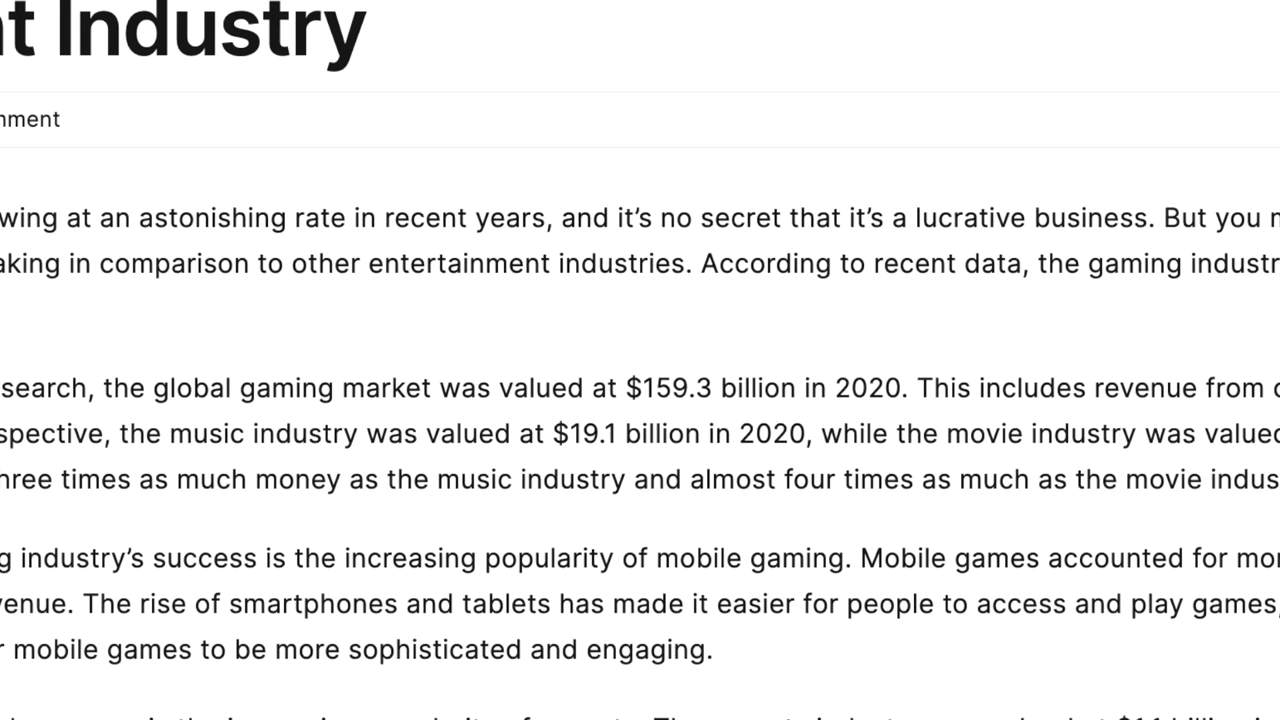 t Industry
mment
wing at an astonishing rate in recent years, and it’s no secret that it’s a lucrative business. But you
aking in comparison to other entertainment industries. According to recent data, the gaming industr
search, the global gaming market was valued at $159.3 billion in 2020. This includes revenue from
spective, the music industry was valued at $19.1 billion in 2020, while the movie industry was valued
hree times as much money as the music industry and almost four times as much as the movie indus
g industry’s success is the increasing popularity of mobile gaming. Mobile games accounted for mor
venue. The rise of smartphones and tablets has made it easier for people to access and play games,
r mobile games to be more sophisticated and engaging.